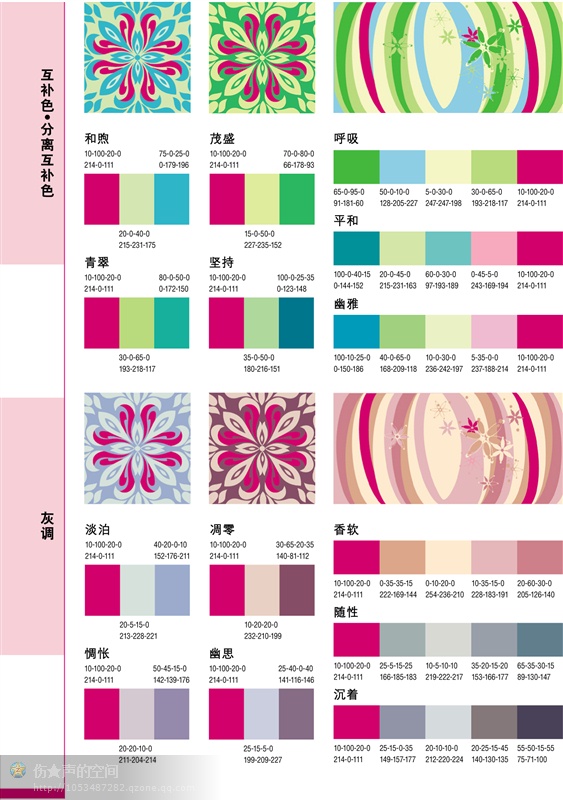 互补色•分离互补色
和煦
10-100-20-0 75-0-25-0
214-0-111 0-179-196
20-0-40-0
215-231-175
茂盛
10-100-20-0 70-0-80-0
214-0-111 66-178-93
15-0-50-0
227-235-152
呼吸
65-0-95-0 50-0-10-0 5-0-30-0 30-0-65-0 10-100-20-0
91-181-60 128-205-227 247-247-198 193-218-117 214-0-111
平和
100-0-40-15 20-0-45-0 60-0-30-0 0-45-5-0 10-100-20-0
0-144-152 215-231-163 97-193-189 243-169-194 214-0-111
青翠
10-100-20-0 80-0-50-0
214-0-111 0-172-150
30-0-65-0
193-218-117
坚持
10-100-20-0 100-0-25-35
214-0-111 0-123-148
35-0-50-0
180-216-151
幽雅
100-10-25-0 40-0-65-0 10-0-30-0 5-35-0-0 10-100-20-0
0-150-186 168-209-118 236-242-197 237-188-214 214-0-111
灰调
淡泊
10-100-20-0 40-20-0-10
214-0-111 152-176-211
20-5-15-0
213-228-221
凋零
10-100-20-0 30-65-20-35
214-0-111 140-81-112
10-20-20-0
232-210-199
香软
10-100-20-0 0-35-35-15 0-10-20-0 10-35-15-0 20-60-30-0
214-0-111 222-169-144 254-236-210 228-183-191 205-126-140
随性
10-100-20-0 25-5-15-25 10-5-10-10 35-20-15-20 65-35-30-15
214-0-111 166-185-183 219-222-217 153-166-177 89-130-147
惆怅
10-100-20-0 50-45-15-0
214-0-111 142-139-176
20-20-10-0
211-204-214
幽思
10-100-20-0 25-40-0-40
214-0-111 141-116-146
25-15-5-0
199-209-227
沉着
10-100-20-0 25-15-0-35 20-10-10-0 20-25-15-45 55-50-15-55
214-0-111 149-157-177 212-220-224 140-130-135 75-71-100
伤★声的空间
http://1053487282.qzone.qq.com